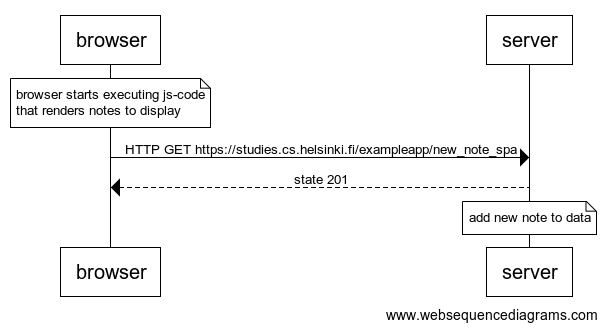 browser
server
browser starts executing js-code
that renders notes to display
HTTP GET https://studies.cs.helsinki.fi/exampleapp/new_note_spa
state 201
add new note to data
browser
server
www.websequencediagrams.com